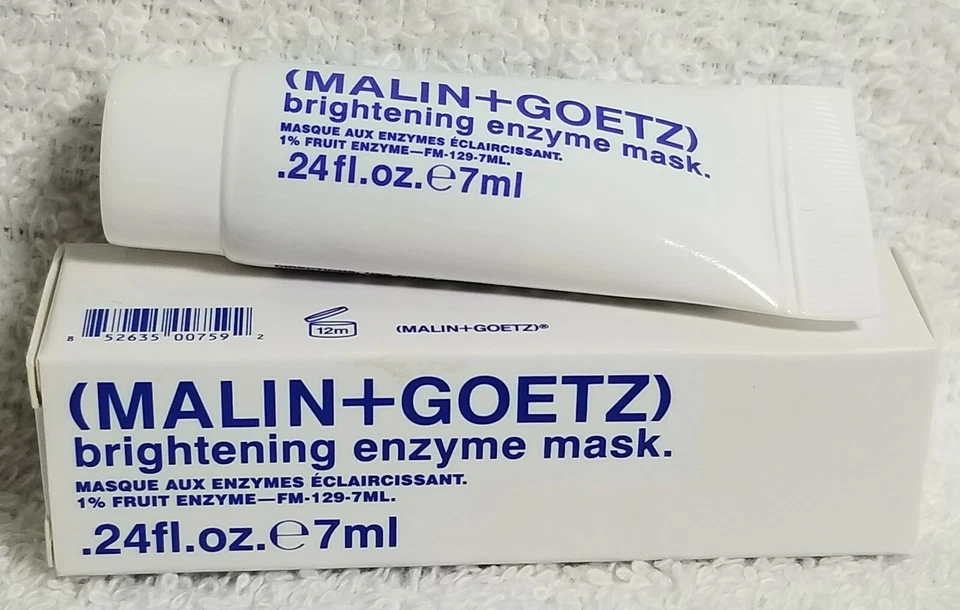 (MALIN+GOETZ)
brightening enzyme mask.
MASQUE AUX ENZYMES ÉCLAIRCISSANT.
1% FRUIT ENZYME—FM-129-7ML.
.24fl.oz.℮7ml
8 52635 00759 2
12m
(MALIN+GOETZ)®
(MALIN+GOETZ)
brightening enzyme mask.
MASQUE AUX ENZYMES ÉCLAIRCISSANT.
1% FRUIT ENZYME—FM-129-7ML.
.24fl.oz.℮7ml